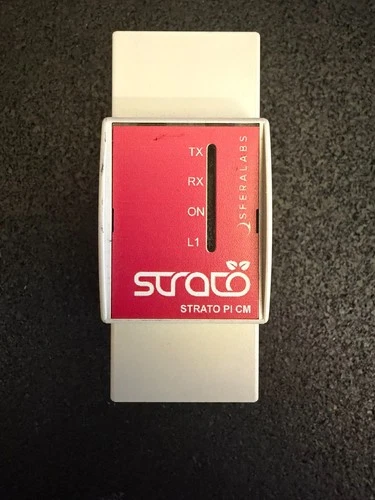 TX
RX
ON
L1
SFERALABS
strato
STRATO PI CM